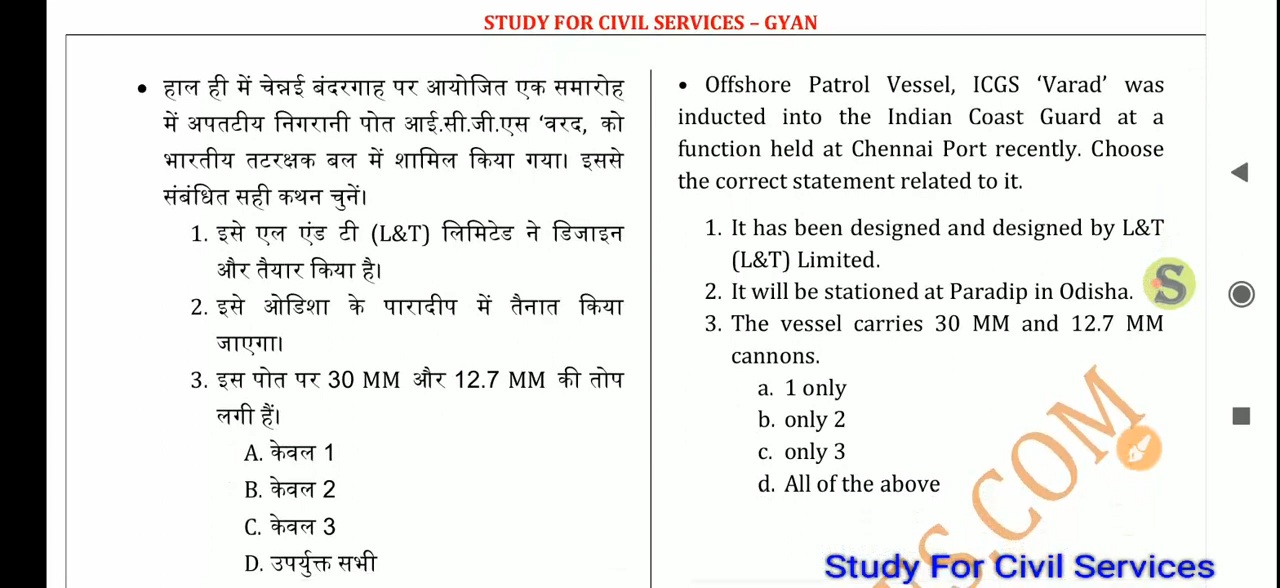 STUDY FOR CIVIL SERVICES – GYAN
• हाल ही में चेन्नई बंदरगाह पर आयोजित एक समारोह
में अपतटीय निगरानी पोत आई.सी.जी.एस ‘वरद, को
भारतीय तटरक्षक बल में शामिल किया गया। इससे
संबंधित सही कथन चुनें।
1. इसे एल एंड टी (L&T) लिमिटेड ने डिजाइन
और तैयार किया है।
2. इसे ओडिशा के पारादीप में तैनात किया
जाएगा।
3. इस पोत पर 30 MM और 12.7 MM की तोप
लगी हैं।
A. केवल 1
B. केवल 2
C. केवल 3
D. उपर्युक्त सभी
• Offshore Patrol Vessel, ICGS ‘Varad’ was
inducted into the Indian Coast Guard at a
function held at Chennai Port recently. Choose
the correct statement related to it.
1. It has been designed and designed by L&T
(L&T) Limited.
2. It will be stationed at Paradip in Odisha.
3. The vessel carries 30 MM and 12.7 MM
cannons.
a. 1 only
b. only 2
c. only 3
d. All of the above
S
S.COM
Study For Civil Services